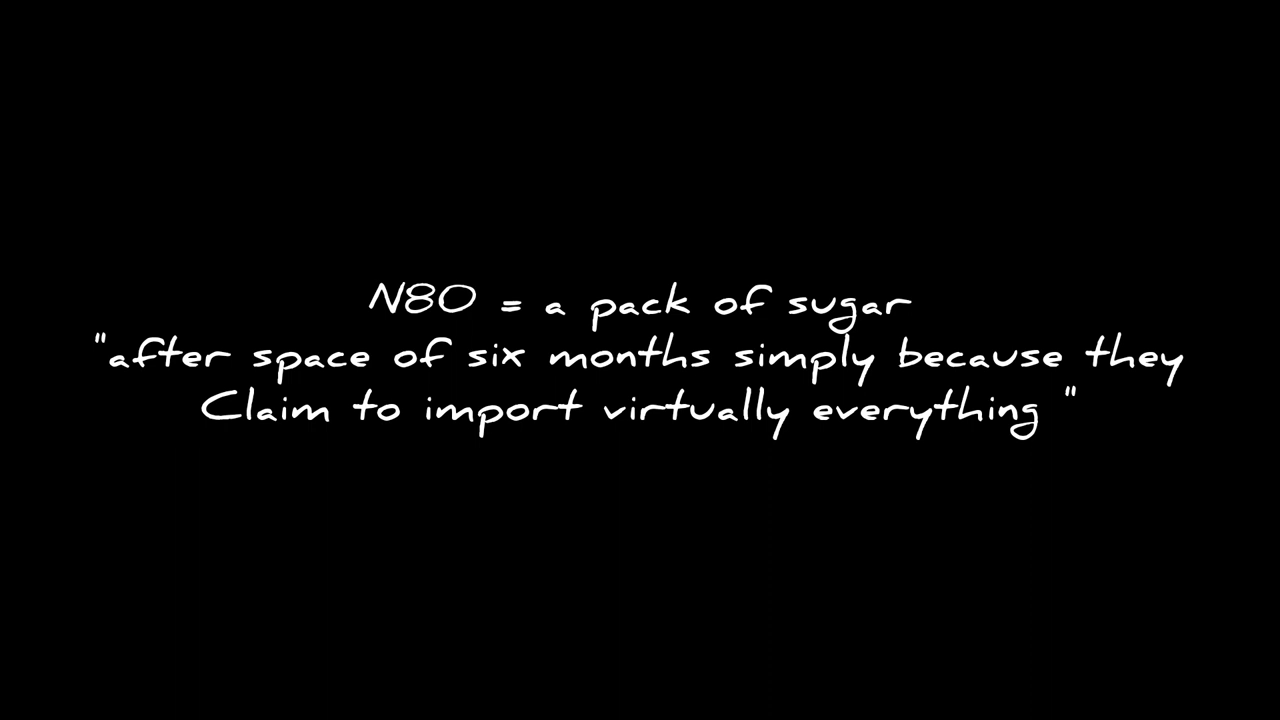 N80 = a pack of sugar
"after space of six months simply because they
Claim to import virtually everything "